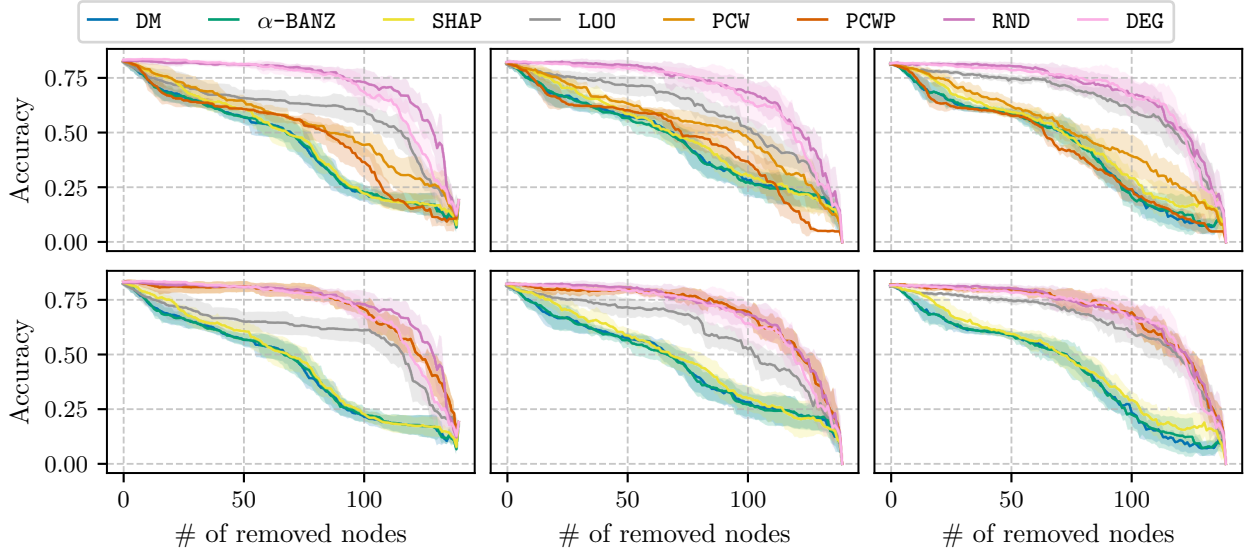 DM α-BANZ SHAP LOO PCW PCWP RND DEG
Accuracy
0.75
0.50
0.25
0.00
Accuracy
0.75
0.50
0.25
0.00
0 50 100 0 50 100 0 50 100
# of removed nodes # of removed nodes # of removed nodes